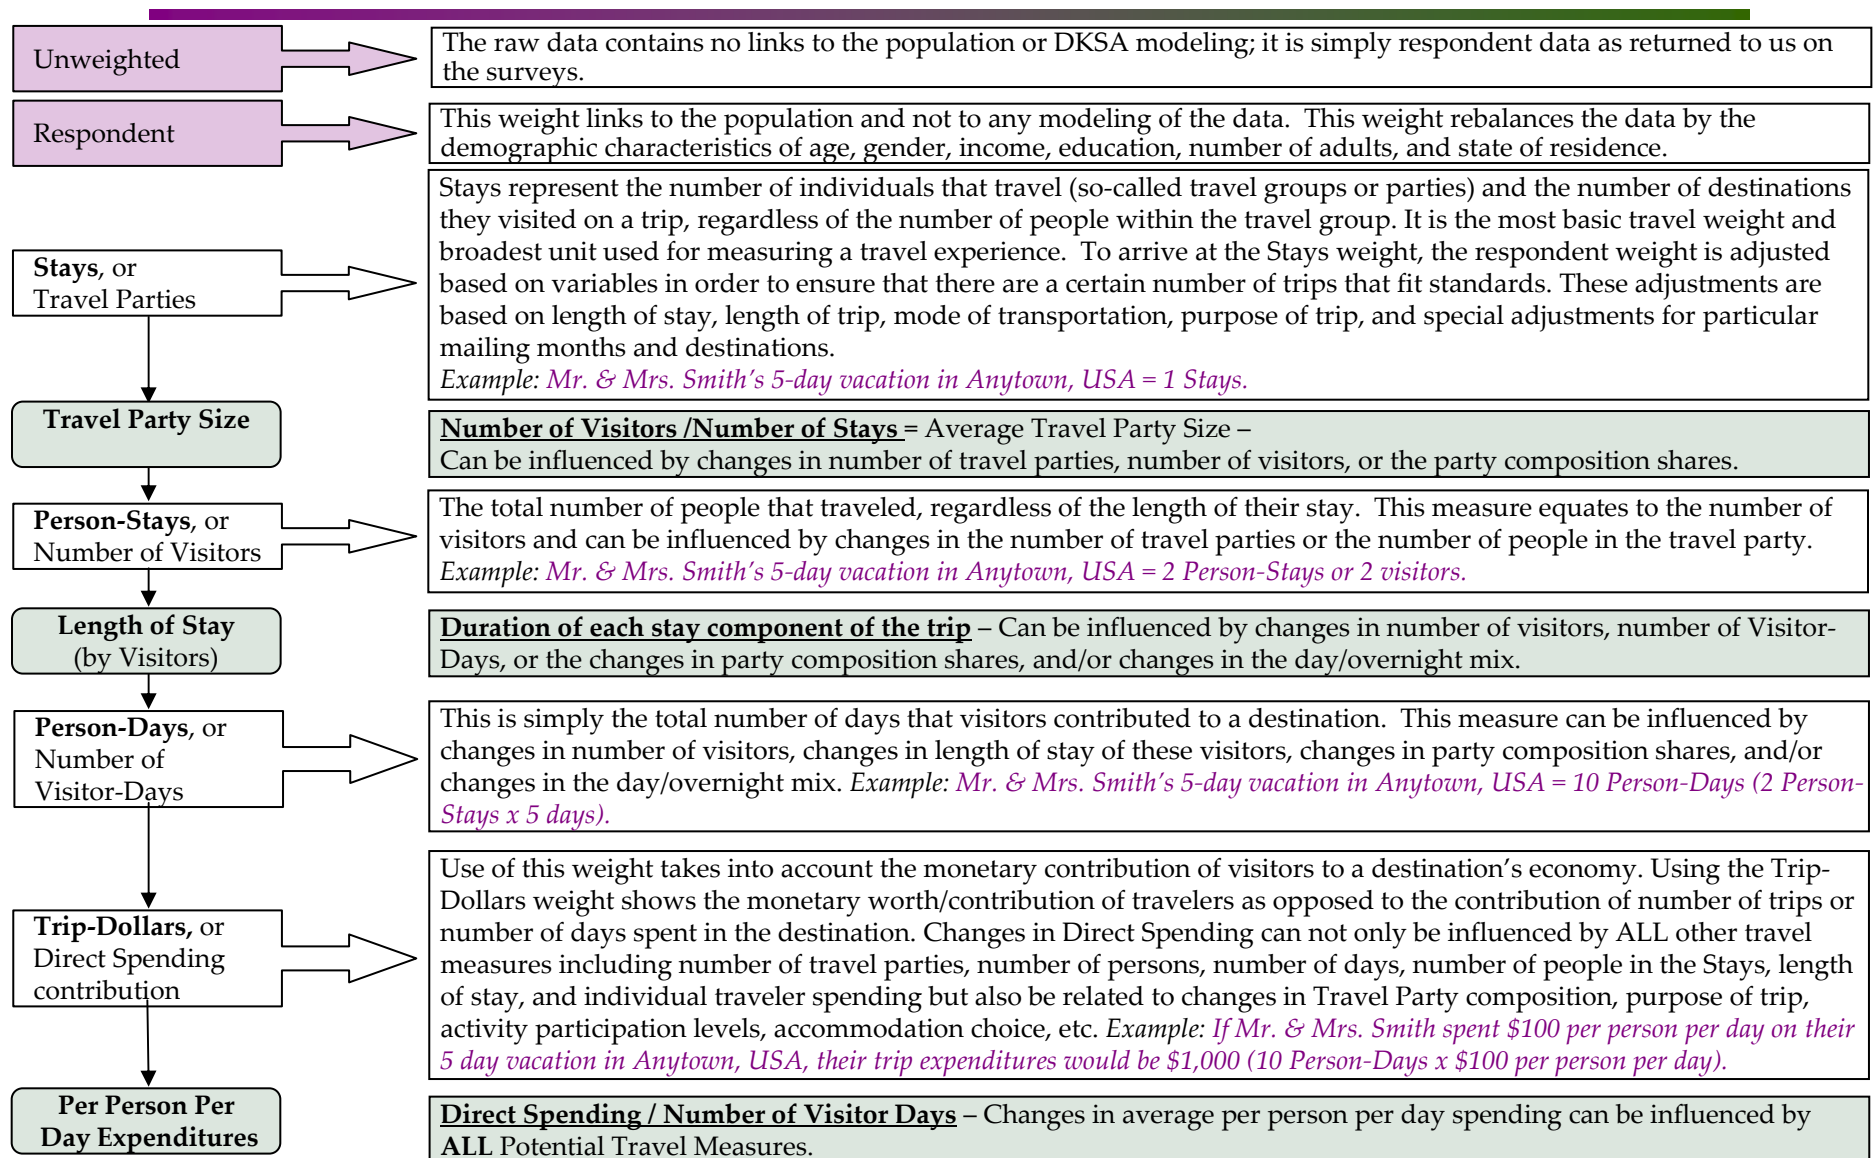 Unweighted
The raw data contains no links to the population or DKSA modeling; it is simply respondent data as returned to us on
the surveys.
Respondent
This weight links to the population and not to any modeling of the data.  This weight rebalances the data by the
demographic characteristics of age, gender, income, education, number of adults, and state of residence.
Stays, or
Travel Parties
Stays represent the number of individuals that travel (so-called travel groups or parties) and the number of destinations
they visited on a trip, regardless of the number of people within the travel group. It is the most basic travel weight and
broadest unit used for measuring a travel experience.  To arrive at the Stays weight, the respondent weight is adjusted
based on variables in order to ensure that there are a certain number of trips that fit standards. These adjustments are
based on length of stay, length of trip, mode of transportation, purpose of trip, and special adjustments for particular
mailing months and destinations.
Example: Mr. & Mrs. Smith's 5-day vacation in Anytown, USA = 1 Stays.
Travel Party Size
Number of Visitors /Number of Stays = Average Travel Party Size –
Can be influenced by changes in number of travel parties, number of visitors, or the party composition shares.
Person-Stays, or
Number of Visitors
The total number of people that traveled, regardless of the length of their stay.  This measure equates to the number of
visitors and can be influenced by changes in the number of travel parties or the number of people in the travel party.
Example: Mr. & Mrs. Smith's 5-day vacation in Anytown, USA = 2 Person-Stays or 2 visitors.
Length of Stay
(by Visitors)
Duration of each stay component of the trip – Can be influenced by changes in number of visitors, number of Visitor-
Days, or the changes in party composition shares, and/or changes in the day/overnight mix.
Person-Days, or
Number of
Visitor-Days
This is simply the total number of days that visitors contributed to a destination.  This measure can be influenced by
changes in number of visitors, changes in length of stay of these visitors, changes in party composition shares, and/or
changes in the day/overnight mix. Example: Mr. & Mrs. Smith's 5-day vacation in Anytown, USA = 10 Person-Days (2 Person-
Stays x 5 days).
Trip-Dollars, or
Direct Spending
contribution
Use of this weight takes into account the monetary contribution of visitors to a destination's economy. Using the Trip-
Dollars weight shows the monetary worth/contribution of travelers as opposed to the contribution of number of trips or
number of days spent in the destination. Changes in Direct Spending can not only be influenced by ALL other travel
measures including number of travel parties, number of persons, number of days, number of people in the Stays, length
of stay, and individual traveler spending but also be related to changes in Travel Party composition, purpose of trip,
activity participation levels, accommodation choice, etc. Example: If Mr. & Mrs. Smith spent $100 per person per day on their
5 day vacation in Anytown, USA, their trip expenditures would be $1,000 (10 Person-Days x $100 per person per day).
Per Person Per
Day Expenditures
Direct Spending / Number of Visitor Days – Changes in average per person per day spending can be influenced by
ALL Potential Travel Measures.